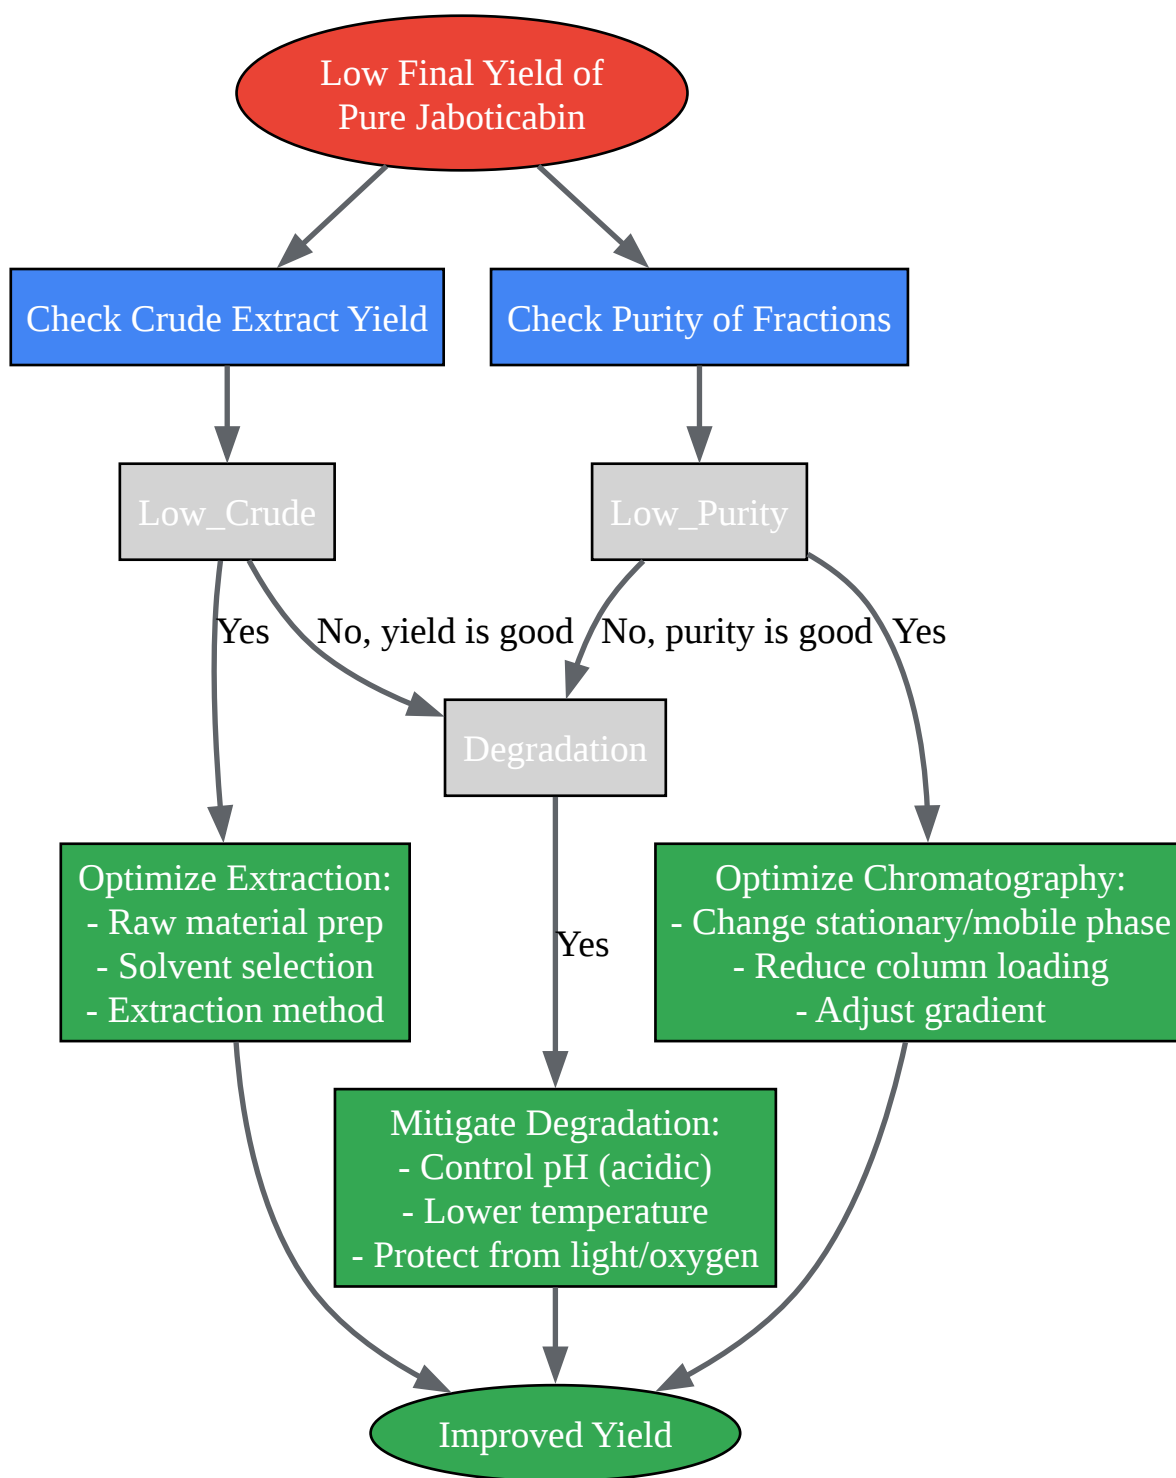 Low Final Yield of
Pure Jaboticabin
Check Crude Extract Yield
Check Purity of Fractions
Low_Crude
Low_Purity
Yes
No, yield is good
No, purity is good
Yes
Degradation
Optimize Extraction:
- Raw material prep
- Solvent selection
- Extraction method
Yes
Optimize Chromatography:
- Change stationary/mobile phase
- Reduce column loading
- Adjust gradient
Mitigate Degradation:
- Control pH (acidic)
- Lower temperature
- Protect from light/oxygen
Improved Yield